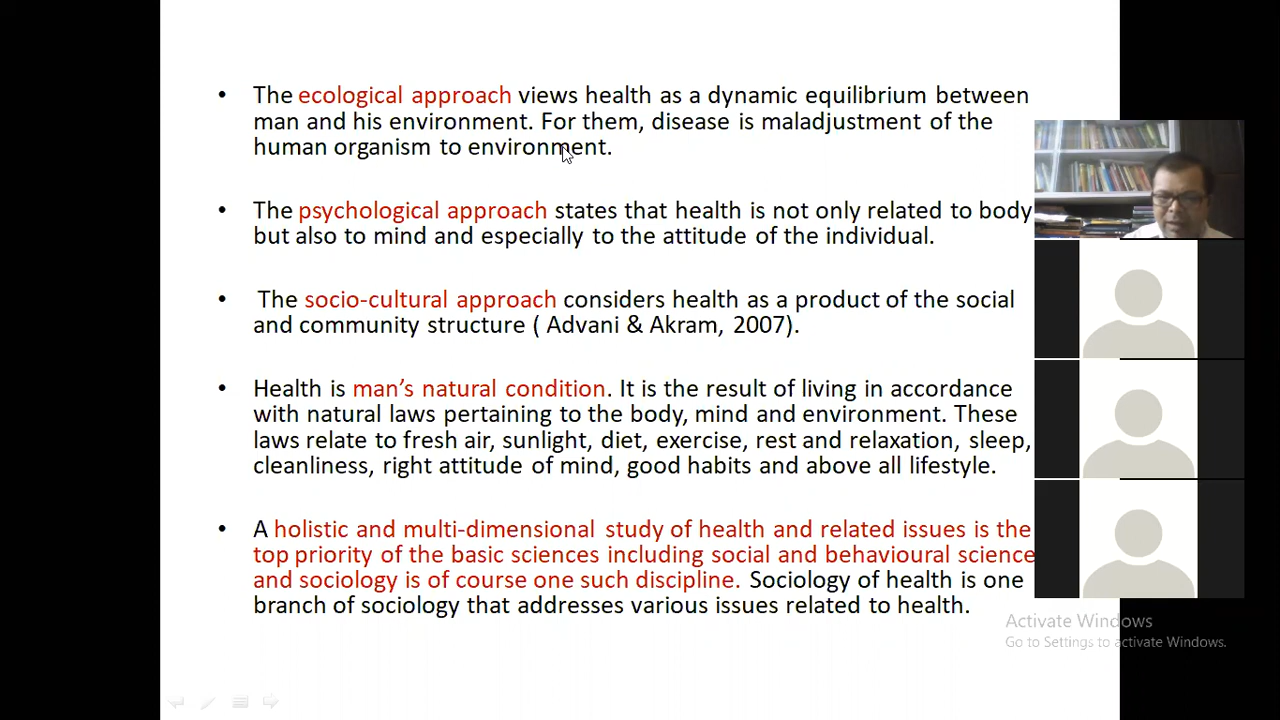 • The ecological approach views health as a dynamic equilibrium between
man and his environment. For them, disease is maladjustment of the
human organism to environment.
• The psychological approach states that health is not only related to body
but also to mind and especially to the attitude of the individual.
• The socio-cultural approach considers health as a product of the social
and community structure ( Advani & Akram, 2007).
• Health is man’s natural condition. It is the result of living in accordance
with natural laws pertaining to the body, mind and environment. These
laws relate to fresh air, sunlight, diet, exercise, rest and relaxation, sleep,
cleanliness, right attitude of mind, good habits and above all lifestyle.
• A holistic and multi-dimensional study of health and related issues is the
top priority of the basic sciences including social and behavioural science
and sociology is of course one such discipline. Sociology of health is one
branch of sociology that addresses various issues related to health.
Activate Windows
Go to Settings to activate Windows.